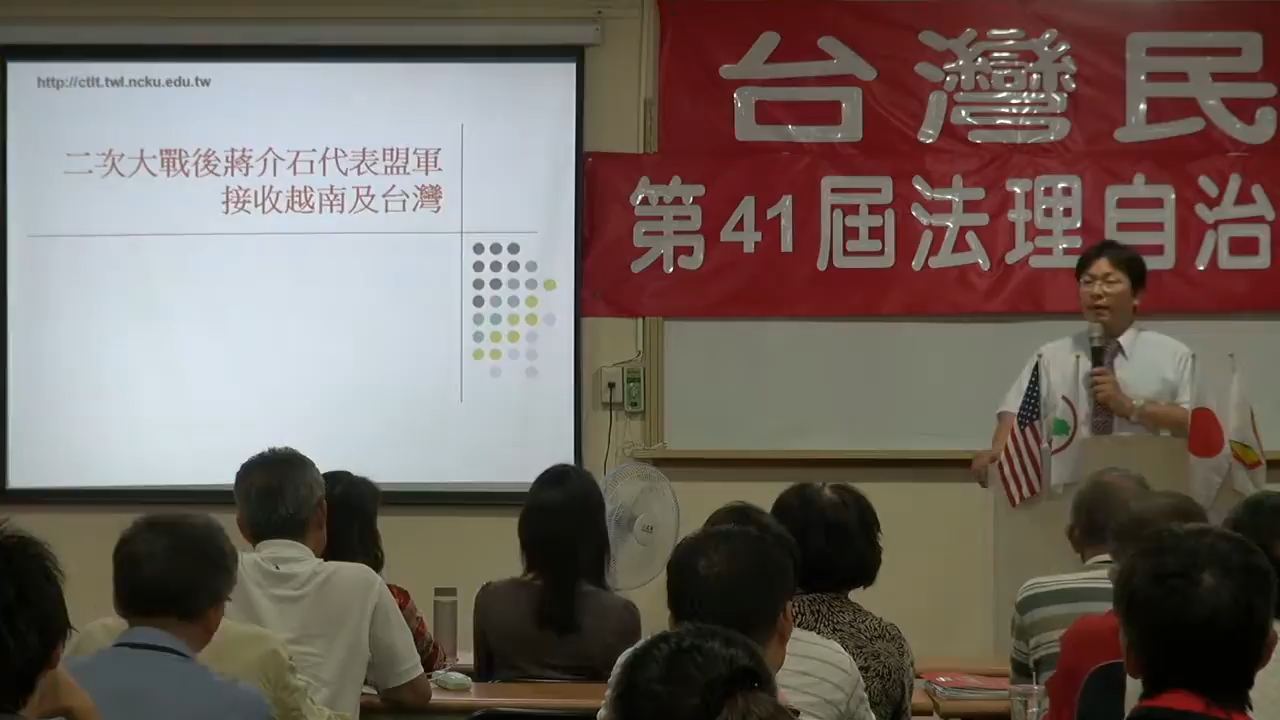 http://ctlt.twl.ncku.edu.tw
二次大戰後蔣介石代表盟軍
接收越南及台灣
台灣民
第41屆法理自治